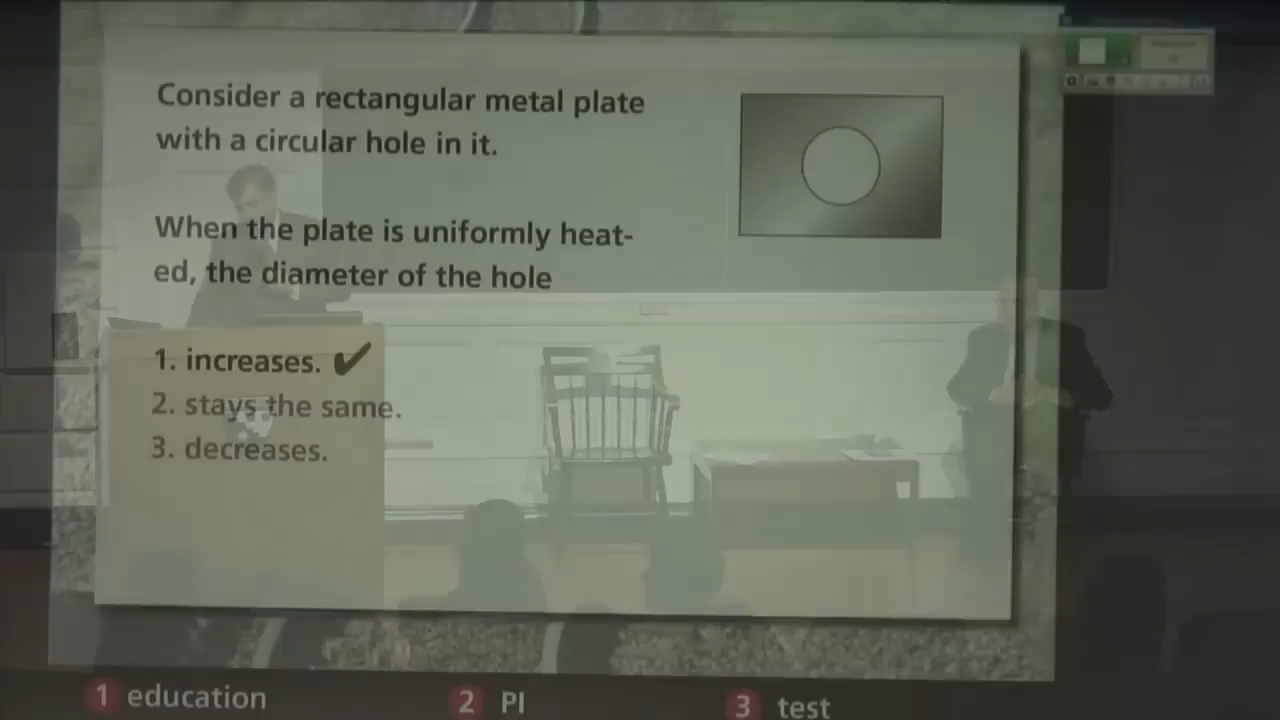 Consider a rectangular metal plate
with a circular hole in it.
When the plate is uniformly heat-
ed, the diameter of the hole
1. increases. ✔
2. stays the same.
3. decreases.
1 education 2 PI 3 test